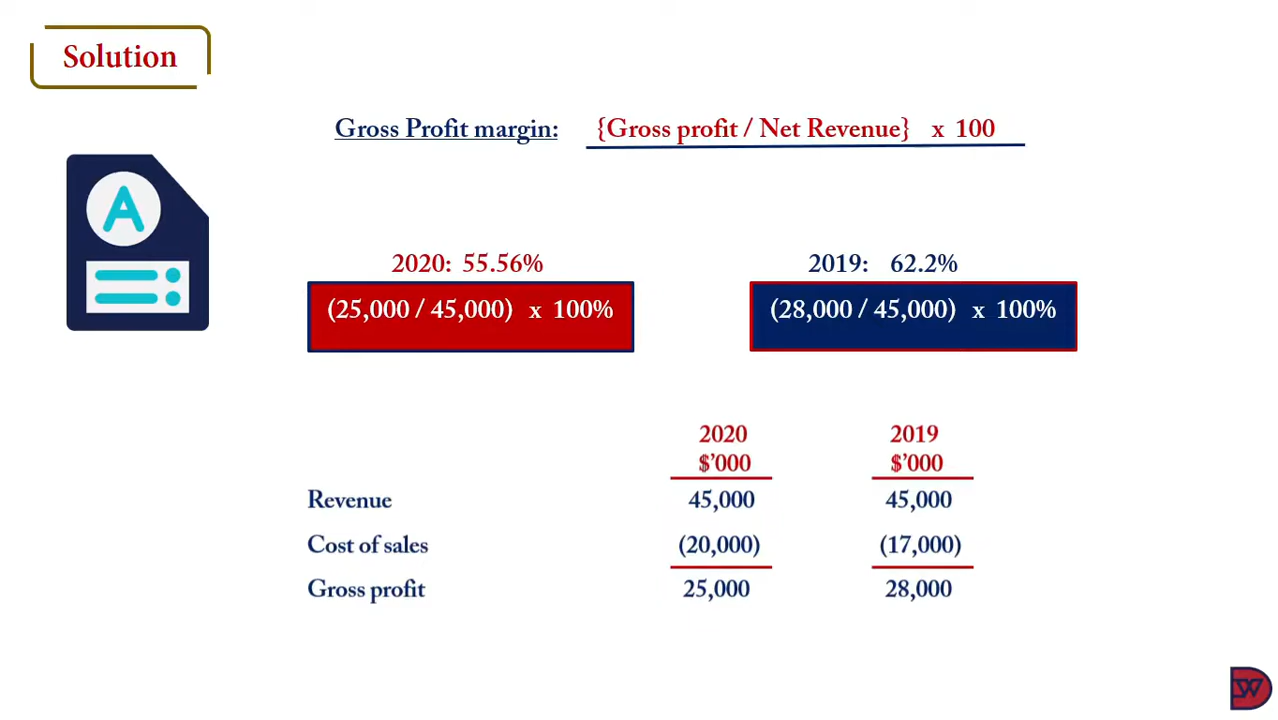 Solution
Gross Profit margin: {Gross profit / Net Revenue} x 100
A
2020: 55.56% 2019: 62.2%
(25,000 / 45,000) x 100% (28,000 / 45,000) x 100%
2020 2019
$’000 $’000
Revenue 45,000 45,000
Cost of sales (20,000) (17,000)
Gross profit 25,000 28,000
DW